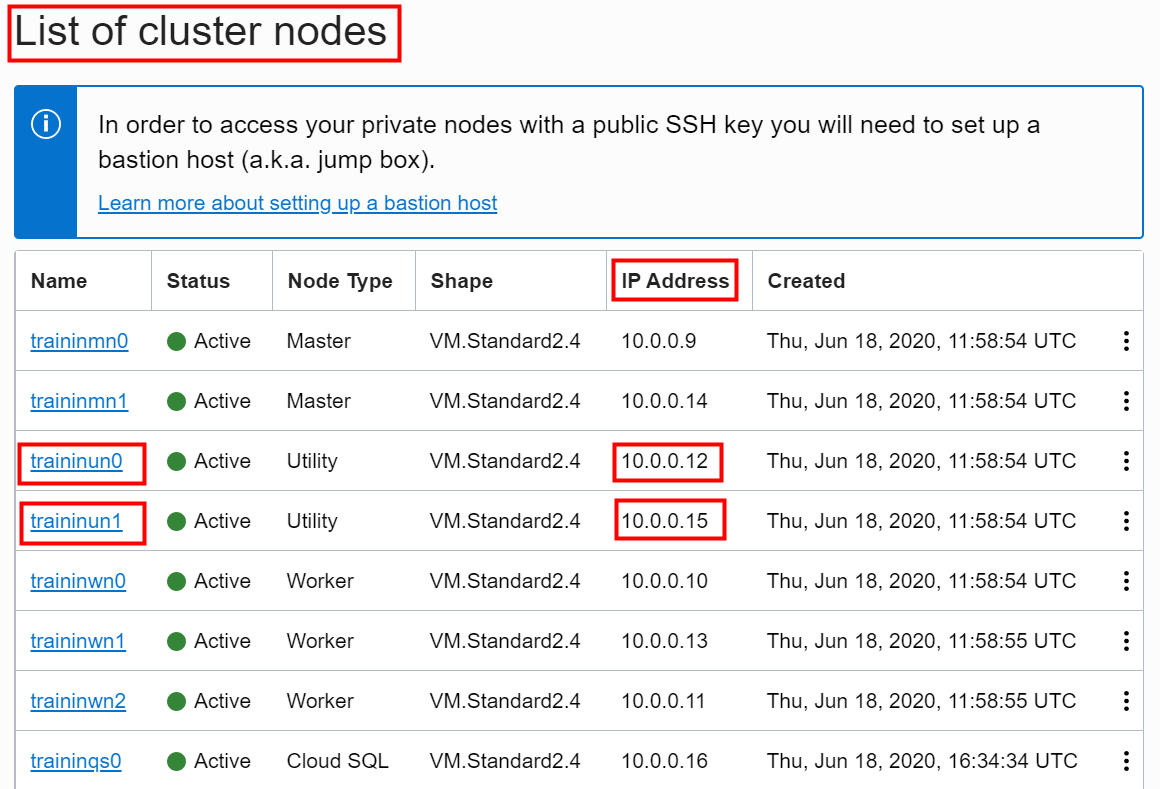 List of cluster nodes
In order to access your private nodes with a public SSH key you will need to set up a
bastion host (a.k.a. jump box).
Learn more about setting up a bastion host
Name Status Node Type Shape IP Address Created
traininmn0 Active Master VM.Standard2.4 10.0.0.9 Thu, Jun 18, 2020, 11:58:54 UTC
traininmn1 Active Master VM.Standard2.4 10.0.0.14 Thu, Jun 18, 2020, 11:58:54 UTC
traininun0 Active Utility VM.Standard2.4 10.0.0.12 Thu, Jun 18, 2020, 11:58:54 UTC
traininun1 Active Utility VM.Standard2.4 10.0.0.15 Thu, Jun 18, 2020, 11:58:54 UTC
traininwn0 Active Worker VM.Standard2.4 10.0.0.10 Thu, Jun 18, 2020, 11:58:54 UTC
traininwn1 Active Worker VM.Standard2.4 10.0.0.13 Thu, Jun 18, 2020, 11:58:55 UTC
traininwn2 Active Worker VM.Standard2.4 10.0.0.11 Thu, Jun 18, 2020, 11:58:55 UTC
traininqs0 Active Cloud SQL VM.Standard2.4 10.0.0.16 Thu, Jun 18, 2020, 16:34:34 UTC